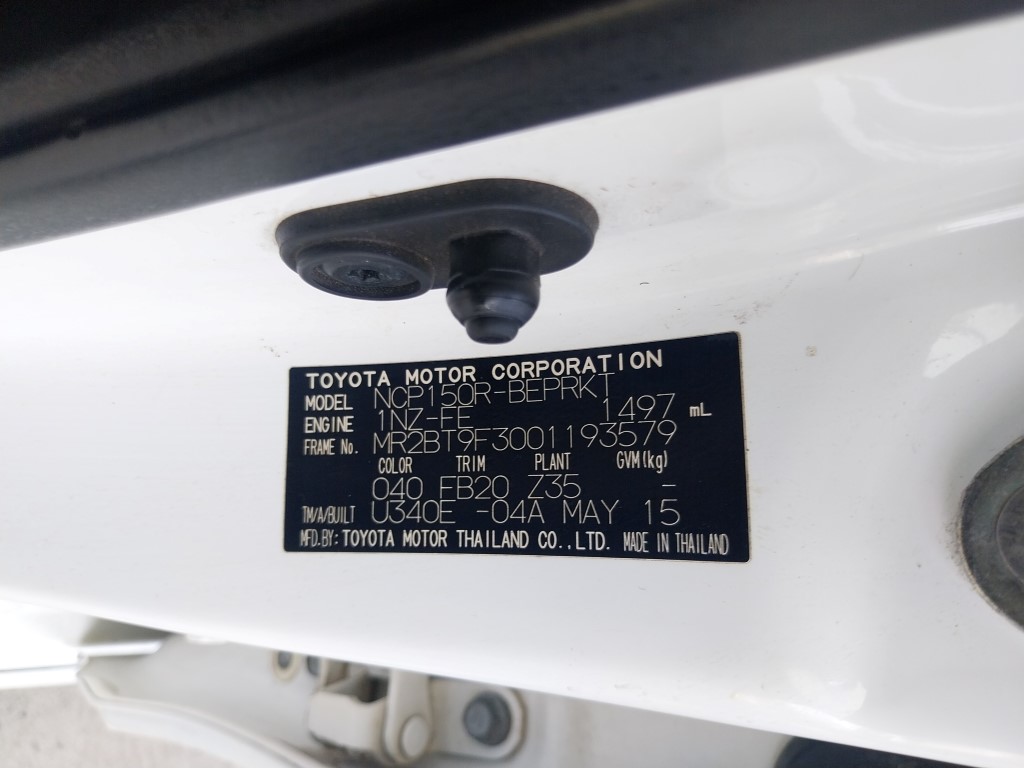 TOYOTA MOTOR CORPORATION
MODEL NCP150R-BEPRKT
ENGINE 1NZ-FE 1497 mL
FRAME No. MR2BT9F3001193579
COLOR TRIM PLANT GVM(kg)
040 FB20 Z35 -
TM/A/BUILT U340E -04A MAY 15
MFD.BY: TOYOTA MOTOR THAILAND CO.,LTD. MADE IN THAILAND